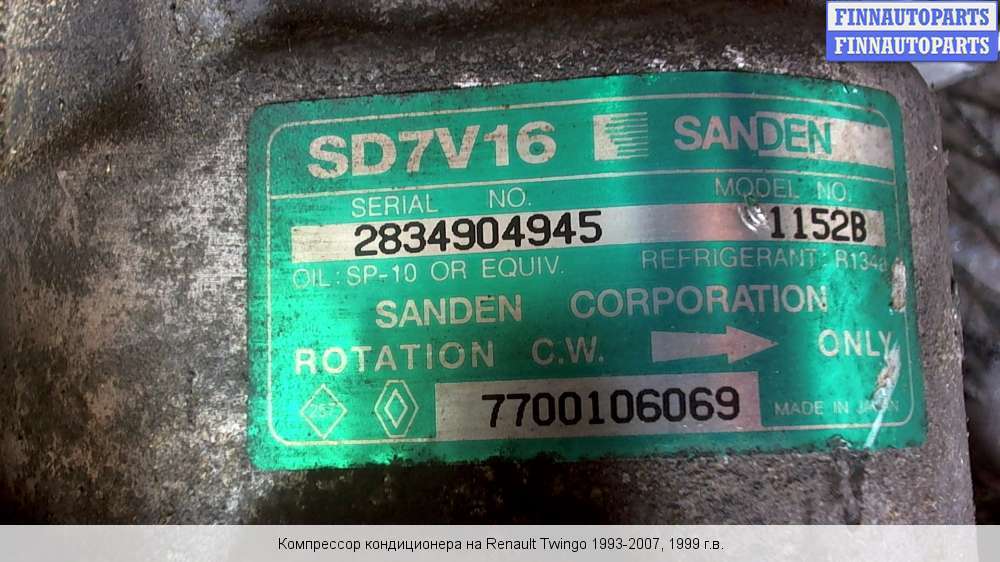 FINNAUTOPARTS
FINNAUTOPARTS
SD7V16 SANDEN
SERIAL NO. MODEL NO.
2834904945 1152B
OIL: SP-10 OR EQUIV. REFRIGERANT: R134a
SANDEN CORPORATION
ROTATION C.W. ONLY
7700106069 MADE IN JAPAN
Компрессор кондиционера на Renault Twingo 1993-2007, 1999 г.в.